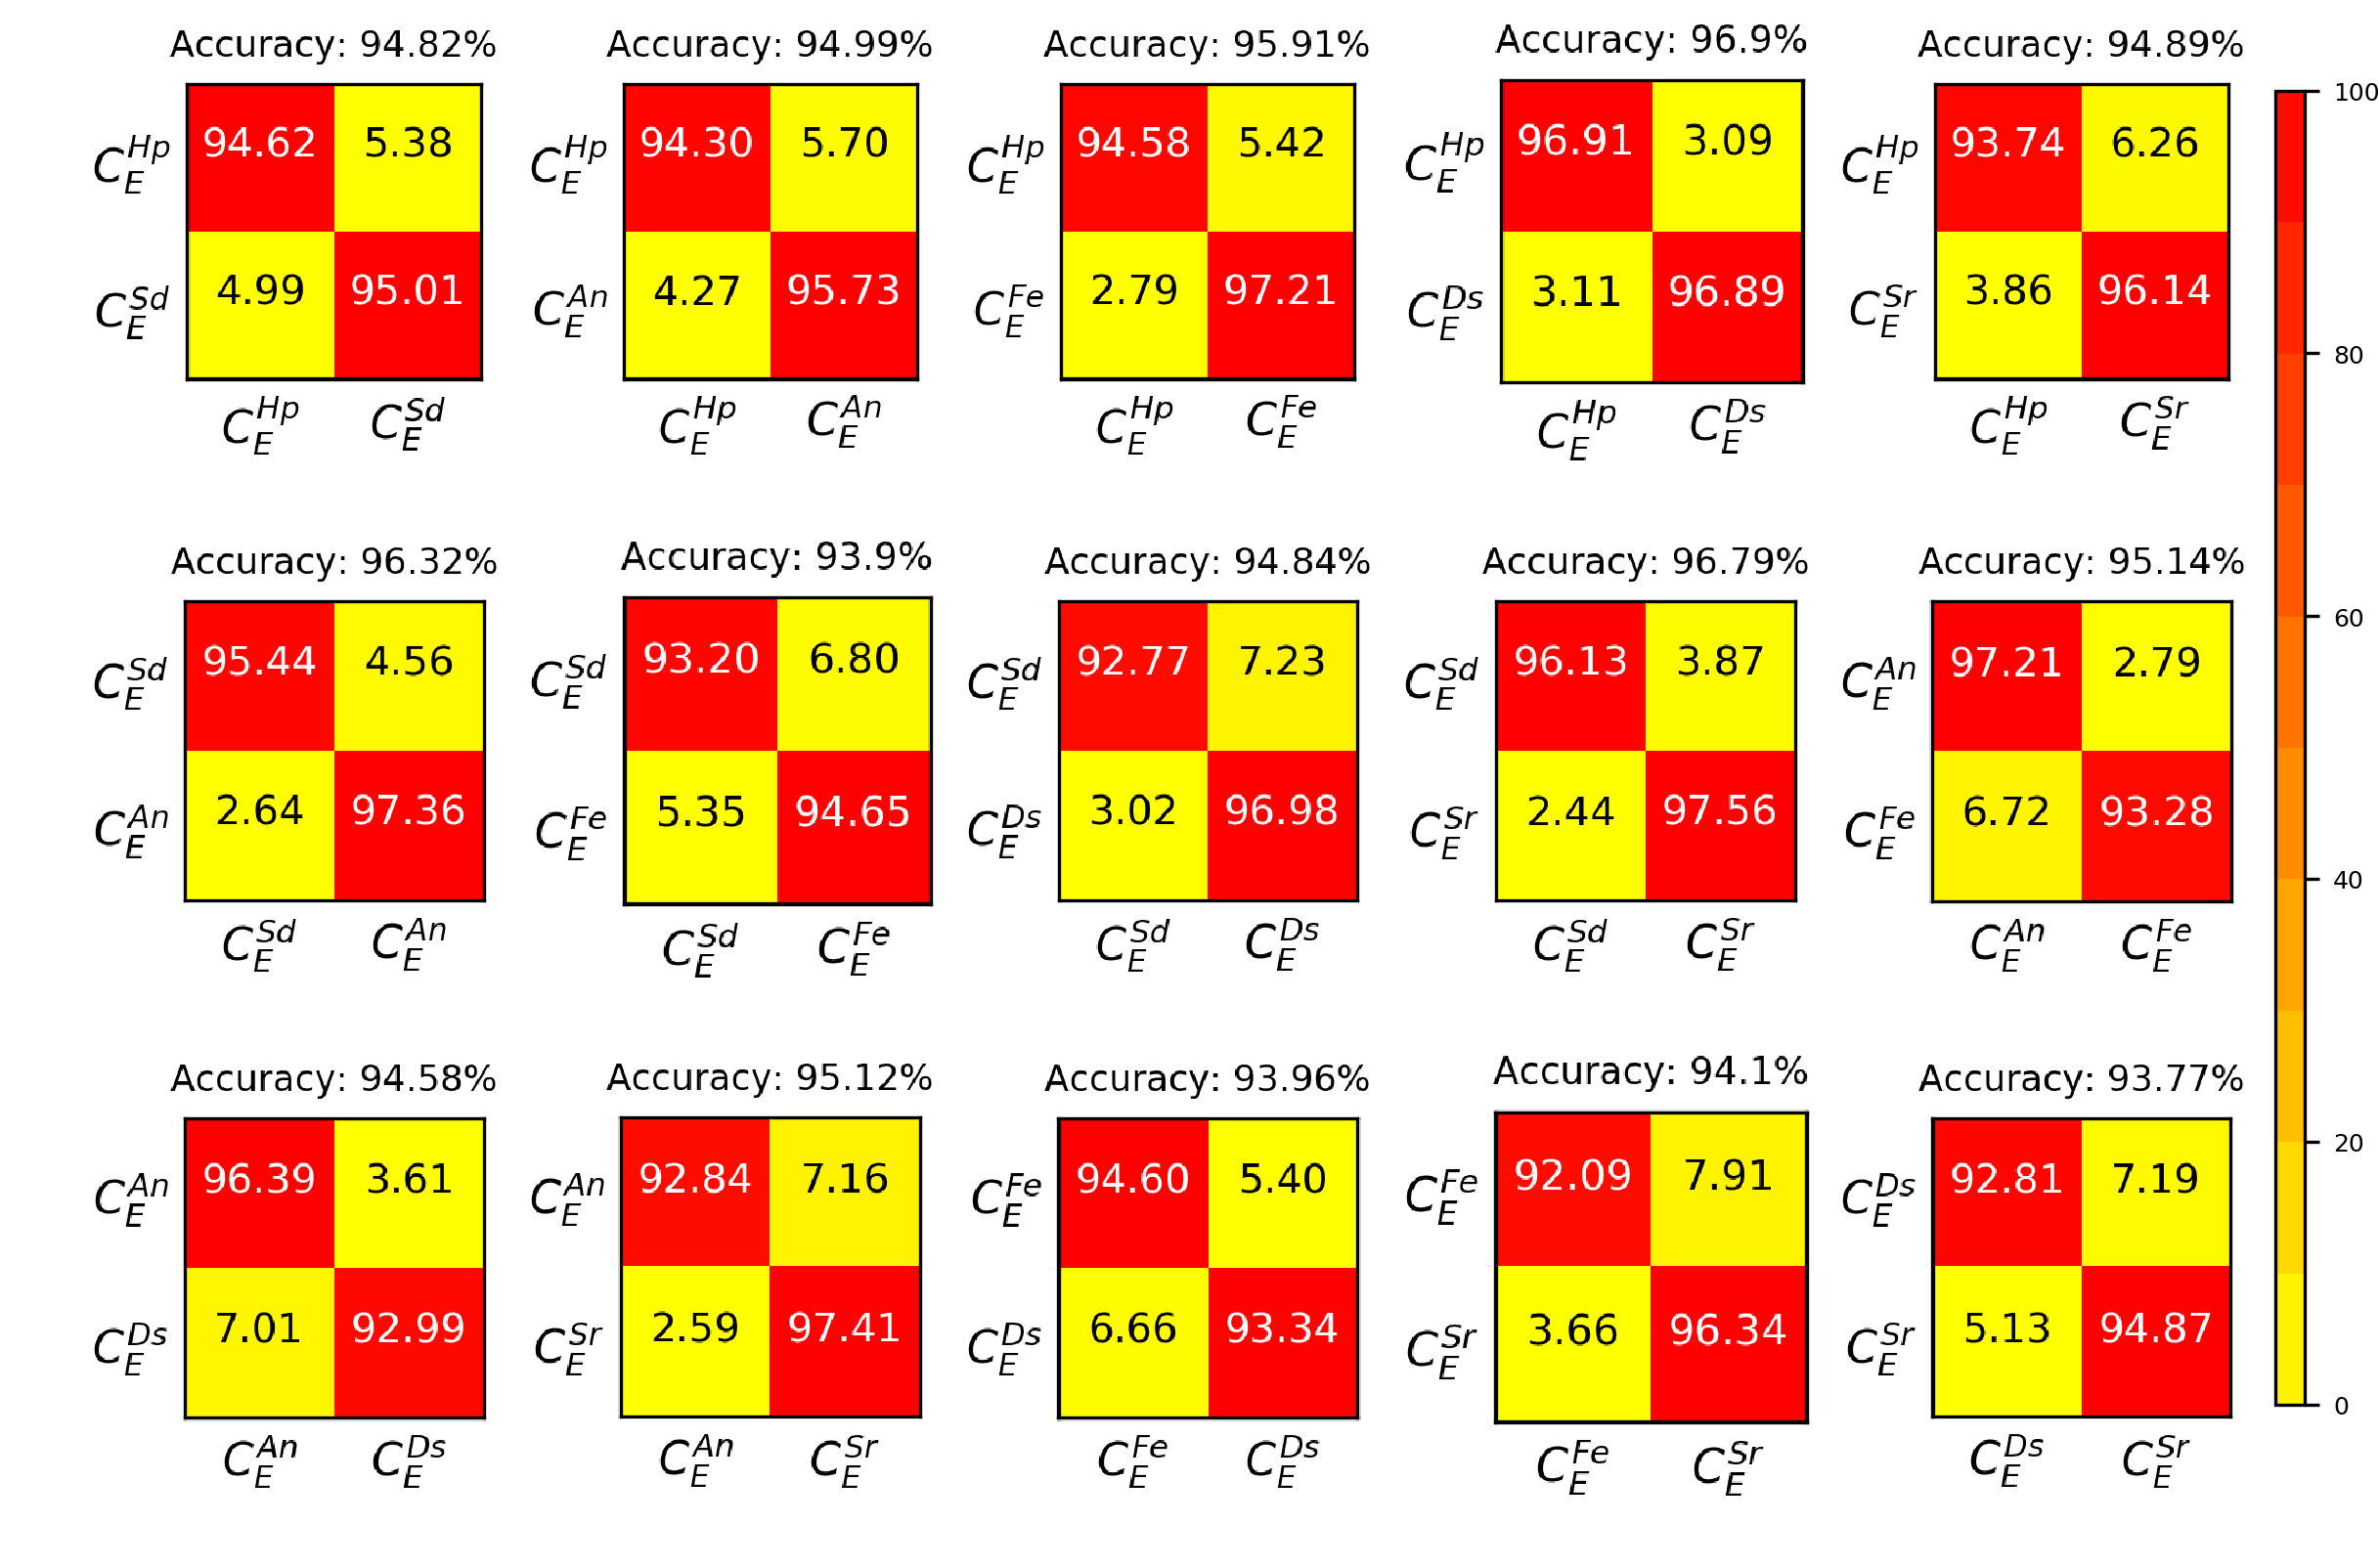 Accuracy: 94.82% Accuracy: 94.99% Accuracy: 95.91% Accuracy: 96.9% Accuracy: 94.89%
100
C_E^{Hp} 94.62 5.38 C_E^{Hp} 94.30 5.70 C_E^{Hp} 94.58 5.42 C_E^{Hp} 96.91 3.09 C_E^{Hp} 93.74 6.26
C_E^{Sd} 4.99 95.01 C_E^{An} 4.27 95.73 C_E^{Fe} 2.79 97.21 C_E^{Ds} 3.11 96.89 C_E^{Sr} 3.86 96.14
80
C_E^{Hp} C_E^{Sd} C_E^{Hp} C_E^{An} C_E^{Hp} C_E^{Fe} C_E^{Hp} C_E^{Ds} C_E^{Hp} C_E^{Sr}
Accuracy: 96.32% Accuracy: 93.9% Accuracy: 94.84% Accuracy: 96.79% Accuracy: 95.14%
60
C_E^{Sd} 95.44 4.56 C_E^{Sd} 93.20 6.80 C_E^{Sd} 92.77 7.23 C_E^{Sd} 96.13 3.87 C_E^{An} 97.21 2.79
C_E^{An} 2.64 97.36 C_E^{Fe} 5.35 94.65 C_E^{Ds} 3.02 96.98 C_E^{Sr} 2.44 97.56 C_E^{Fe} 6.72 93.28
40
C_E^{Sd} C_E^{An} C_E^{Sd} C_E^{Fe} C_E^{Sd} C_E^{Ds} C_E^{Sd} C_E^{Sr} C_E^{An} C_E^{Fe}
Accuracy: 94.58% Accuracy: 95.12% Accuracy: 93.96% Accuracy: 94.1% Accuracy: 93.77%
20
C_E^{An} 96.39 3.61 C_E^{An} 92.84 7.16 C_E^{Fe} 94.60 5.40 C_E^{Fe} 92.09 7.91 C_E^{Ds} 92.81 7.19
C_E^{Ds} 7.01 92.99 C_E^{Sr} 2.59 97.41 C_E^{Ds} 6.66 93.34 C_E^{Sr} 3.66 96.34 C_E^{Sr} 5.13 94.87
0
C_E^{An} C_E^{Ds} C_E^{An} C_E^{Sr} C_E^{Fe} C_E^{Ds} C_E^{Fe} C_E^{Sr} C_E^{Ds} C_E^{Sr}